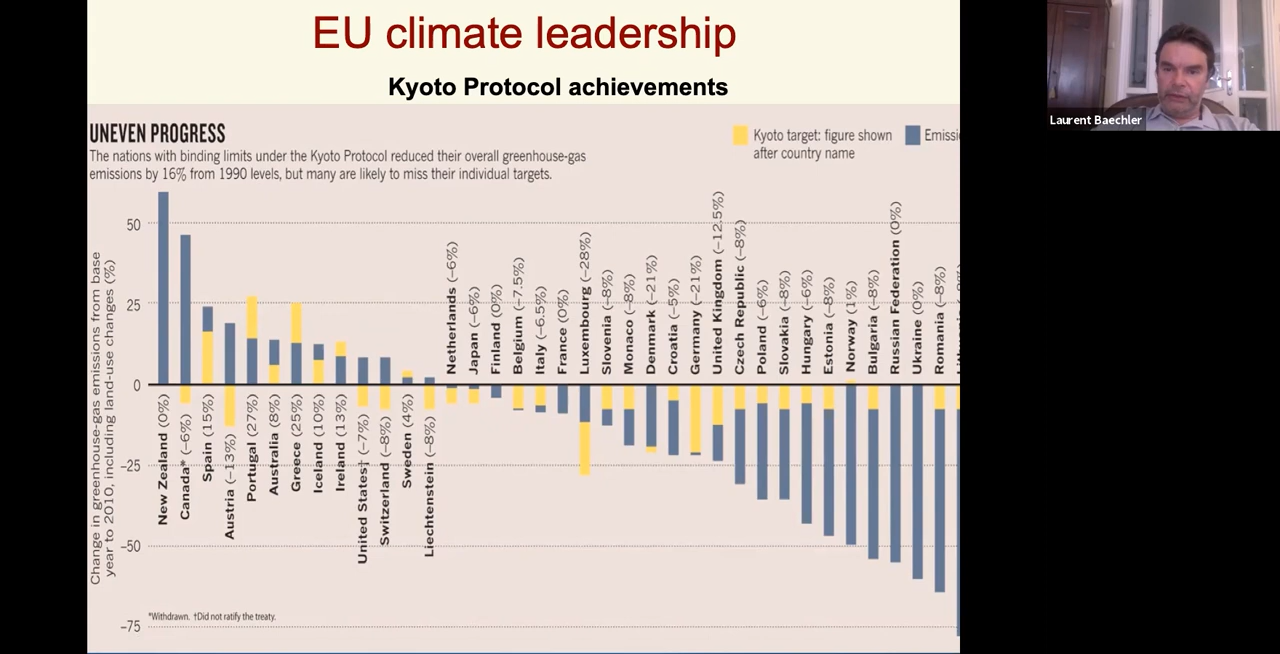 EU climate leadership
Kyoto Protocol achievements
Laurent Baechler
UNEVEN PROGRESS
The nations with binding limits under the Kyoto Protocol reduced their overall greenhouse-gas
emissions by 16% from 1990 levels, but many are likely to miss their individual targets.
Kyoto target: figure shown
after country name
Change in greenhouse-gas emissions from base
year to 2010, including land-use changes (%)
50
25
0
−25
−50
−75
New Zealand (0%)
Canada* (−6%)
Spain (15%)
Austria (−13%)
Portugal (27%)
Australia (8%)
Greece (25%)
Iceland (10%)
Ireland (13%)
United States† (−7%)
Switzerland (−8%)
Sweden (4%)
Liechtenstein (−8%)
Netherlands (−6%)
Japan (−6%)
Finland (0%)
Belgium (−7.5%)
Italy (−6.5%)
France (0%)
Luxembourg (−28%)
Slovenia (−8%)
Monaco (−8%)
Denmark (−21%)
Croatia (−5%)
Germany (−21%)
United Kingdom (−12.5%)
Czech Republic (−8%)
Poland (−6%)
Slovakia (−8%)
Hungary (−6%)
Estonia (−8%)
Norway (1%)
Bulgaria (−8%)
Russian Federation (0%)
Ukraine (0%)
Romania (−8%)
*Withdrawn. †Did not ratify the treaty.